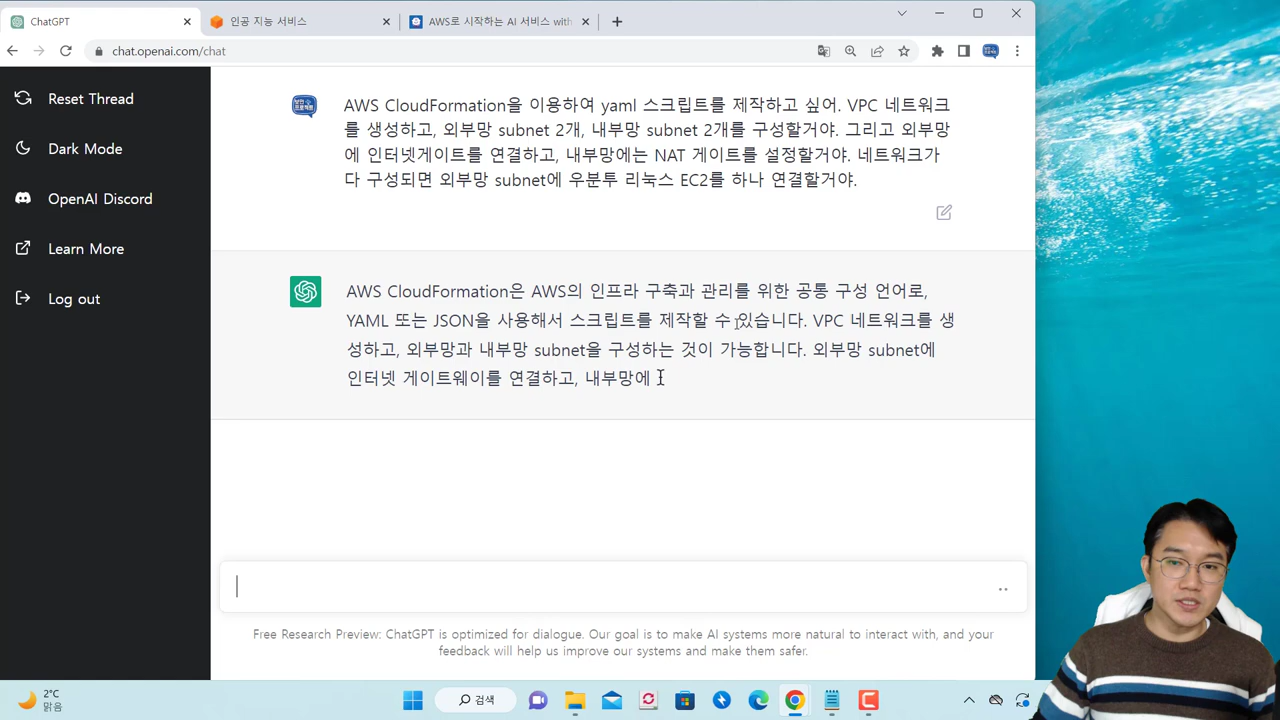 ChatGPT
인공 지능 서비스
AWS로 시작하는 AI 서비스 with
chat.openai.com/chat
Reset Thread
Dark Mode
OpenAI Discord
Learn More
Log out
AWS CloudFormation을 이용하여 yaml 스크립트를 제작하고 싶어. VPC 네트워크
를 생성하고, 외부망 subnet 2개, 내부망 subnet 2개를 구성할거야. 그리고 외부망
에 인터넷게이트를 연결하고, 내부망에는 NAT 게이트를 설정할거야. 네트워크가
다 구성되면 외부망 subnet에 우분투 리눅스 EC2를 하나 연결할거야.
AWS CloudFormation은 AWS의 인프라 구축과 관리를 위한 공통 구성 언어로,
YAML 또는 JSON을 사용해서 스크립트를 제작할 수 있습니다. VPC 네트워크를 생
성하고, 외부망과 내부망 subnet을 구성하는 것이 가능합니다. 외부망 subnet에
인터넷 게이트웨이를 연결하고, 내부망에
Free Research Preview: ChatGPT is optimized for dialogue. Our goal is to make AI systems more natural to interact with, and your
feedback will help us improve our systems and make them safer.
2°C
맑음
검색